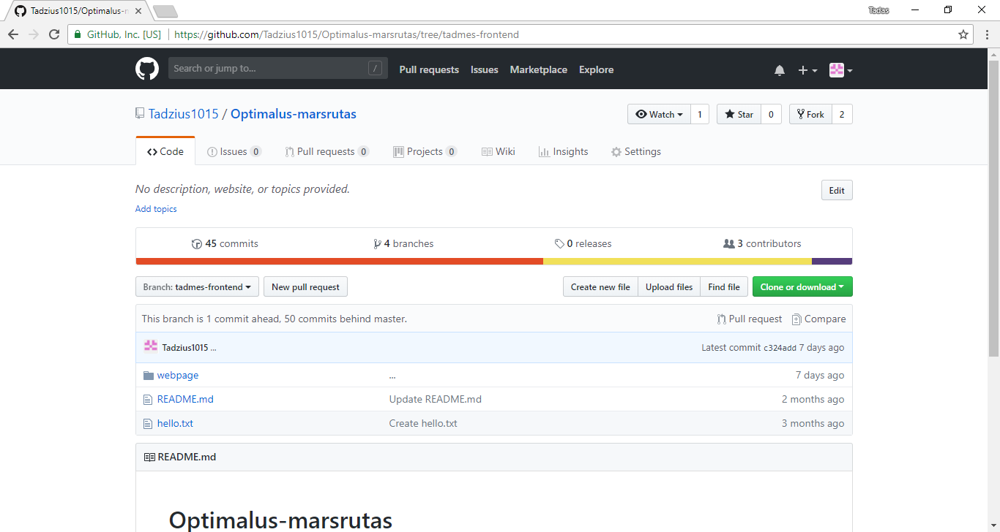 Tadzius1015/Optimalus-m
Tadas
GitHub, Inc. [US] https://github.com/Tadzius1015/Optimalus-marsrutas/tree/tadmes-frontend
Search or jump to... / Pull requests Issues Marketplace Explore
Tadzius1015 / Optimalus-marsrutas Watch 1 Star 0 Fork 2
Code Issues 0 Pull requests 0 Projects 0 Wiki Insights Settings
No description, website, or topics provided. Edit
Add topics
45 commits 4 branches 0 releases 3 contributors
Branch: tadmes-frontend New pull request Create new file Upload files Find file Clone or download
This branch is 1 commit ahead, 50 commits behind master. Pull request Compare
Tadzius1015 ... Latest commit c324add 7 days ago
webpage ... 7 days ago
README.md Update README.md 2 months ago
hello.txt Create hello.txt 3 months ago
README.md
Optimalus-marsrutas